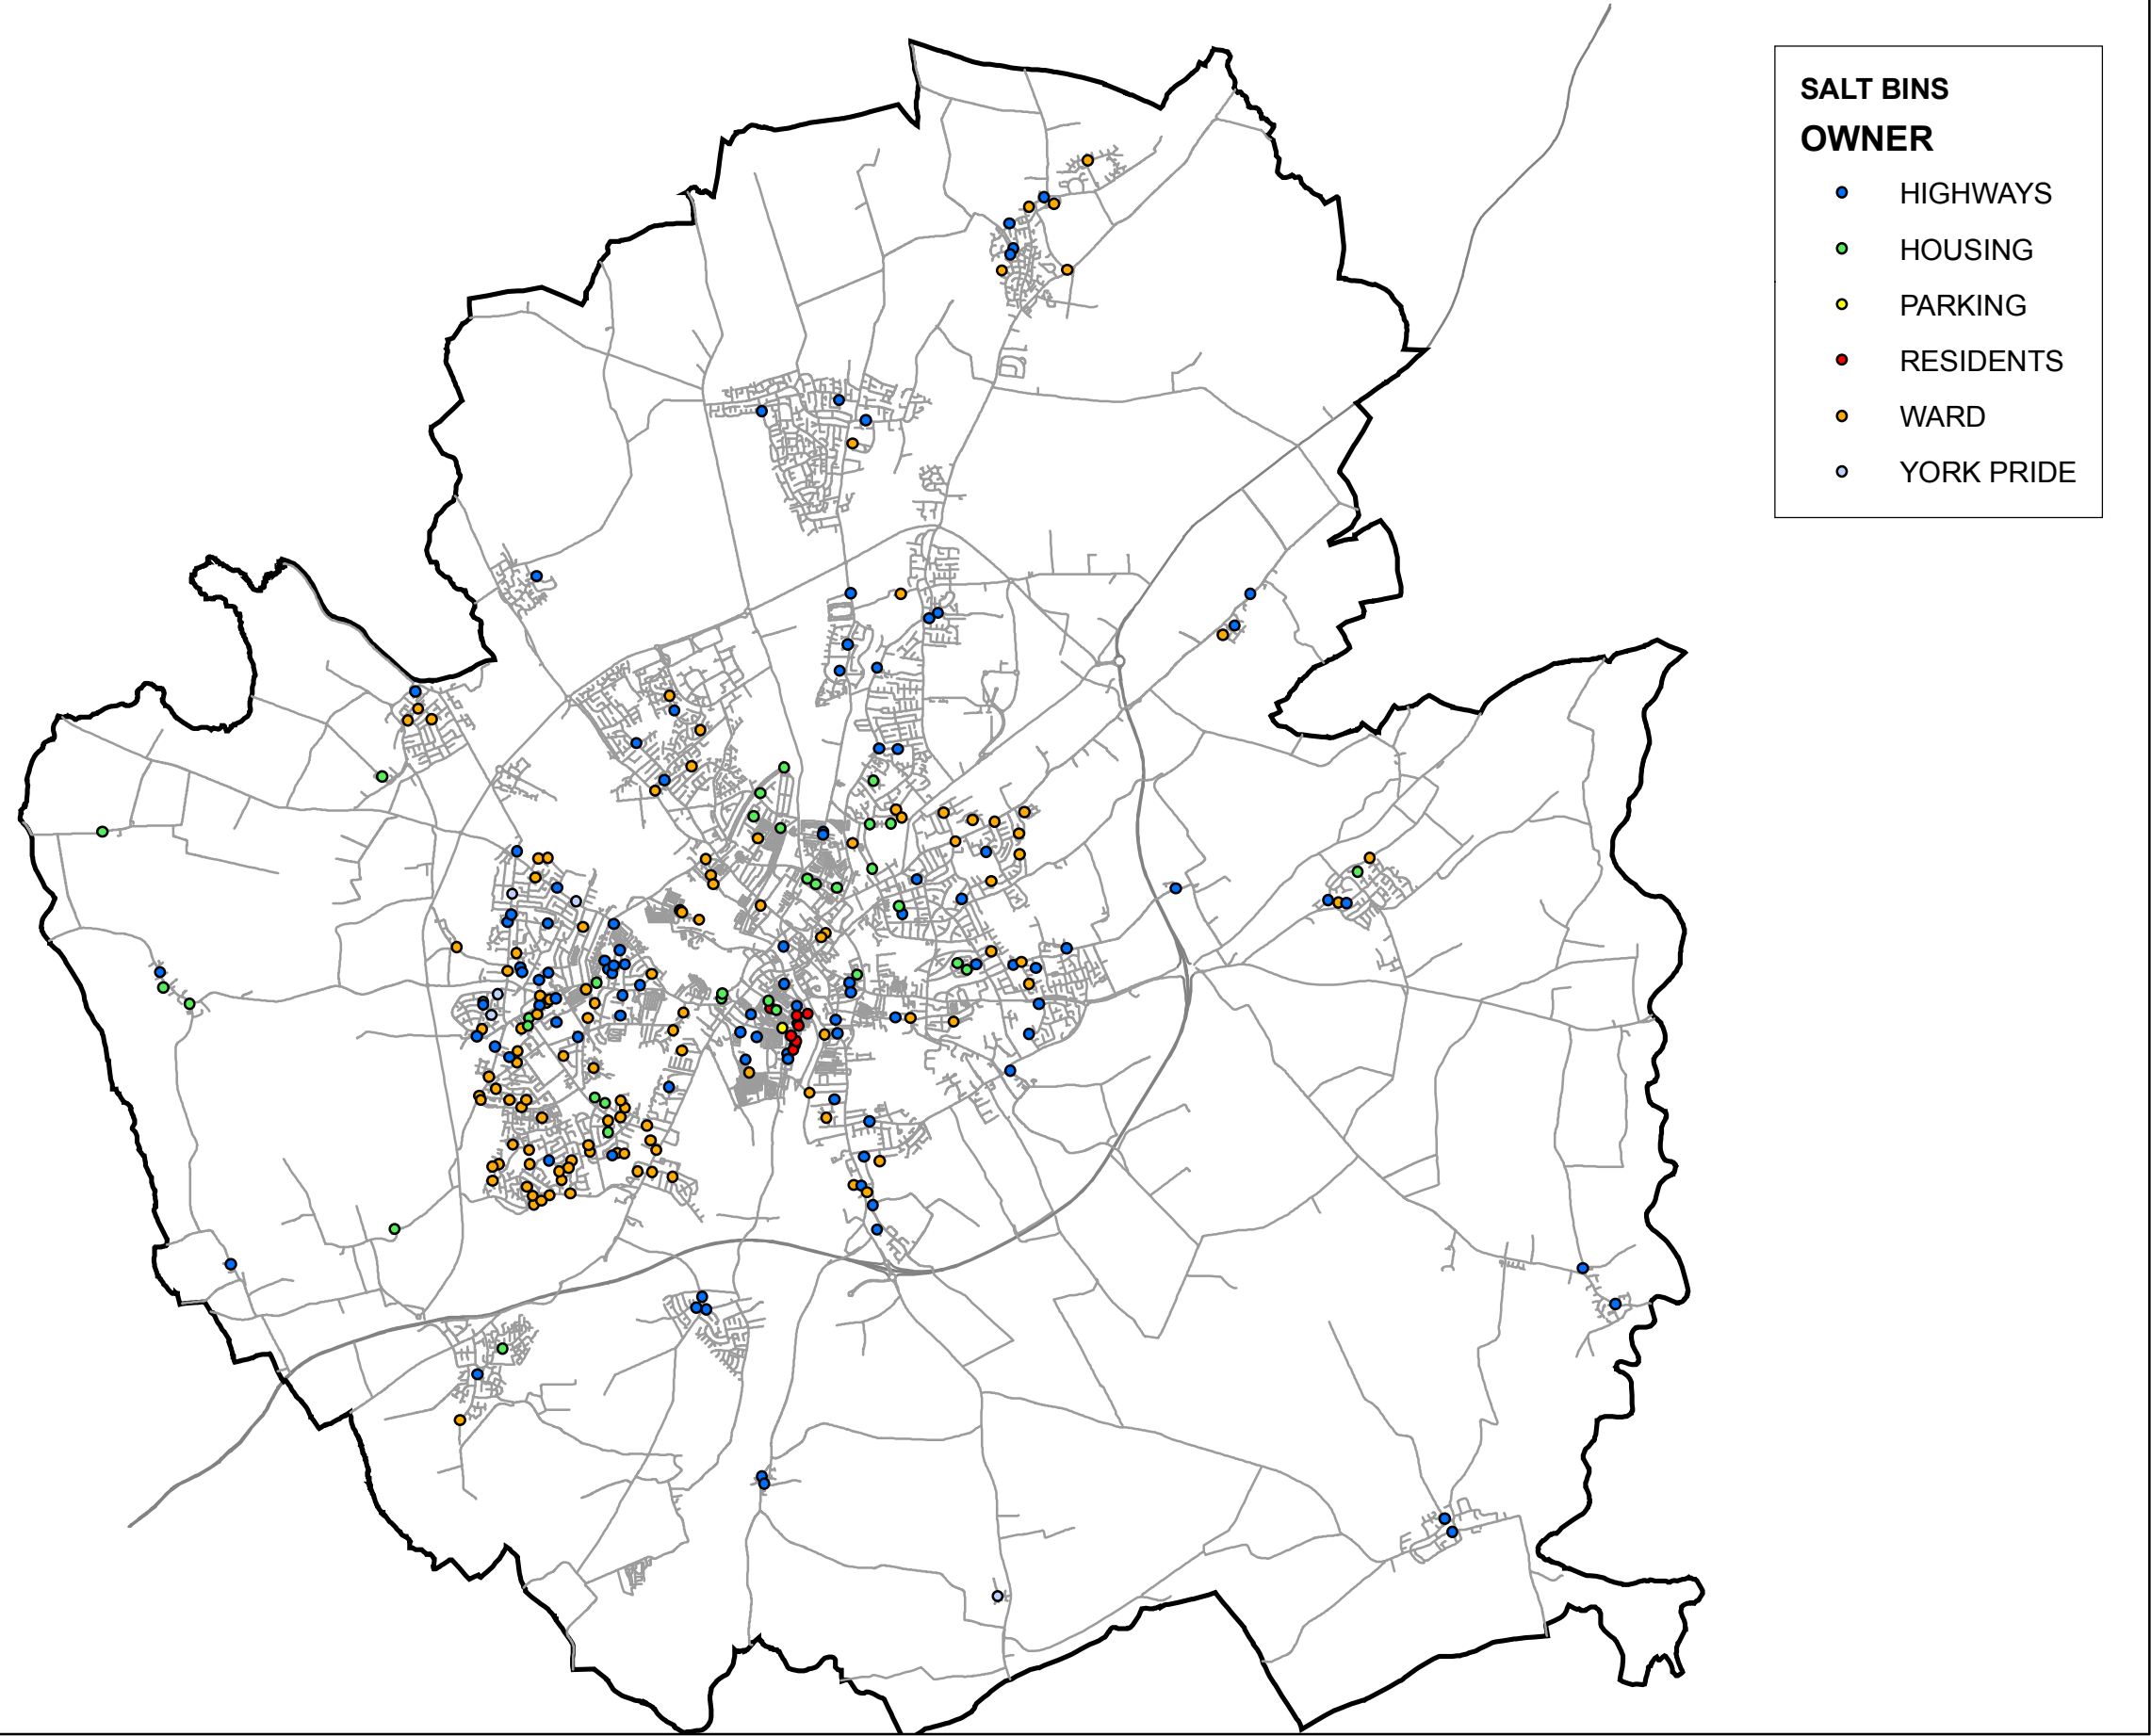 SALT BINS
OWNER
HIGHWAYS
HOUSING
PARKING
RESIDENTS
WARD
YORK PRIDE